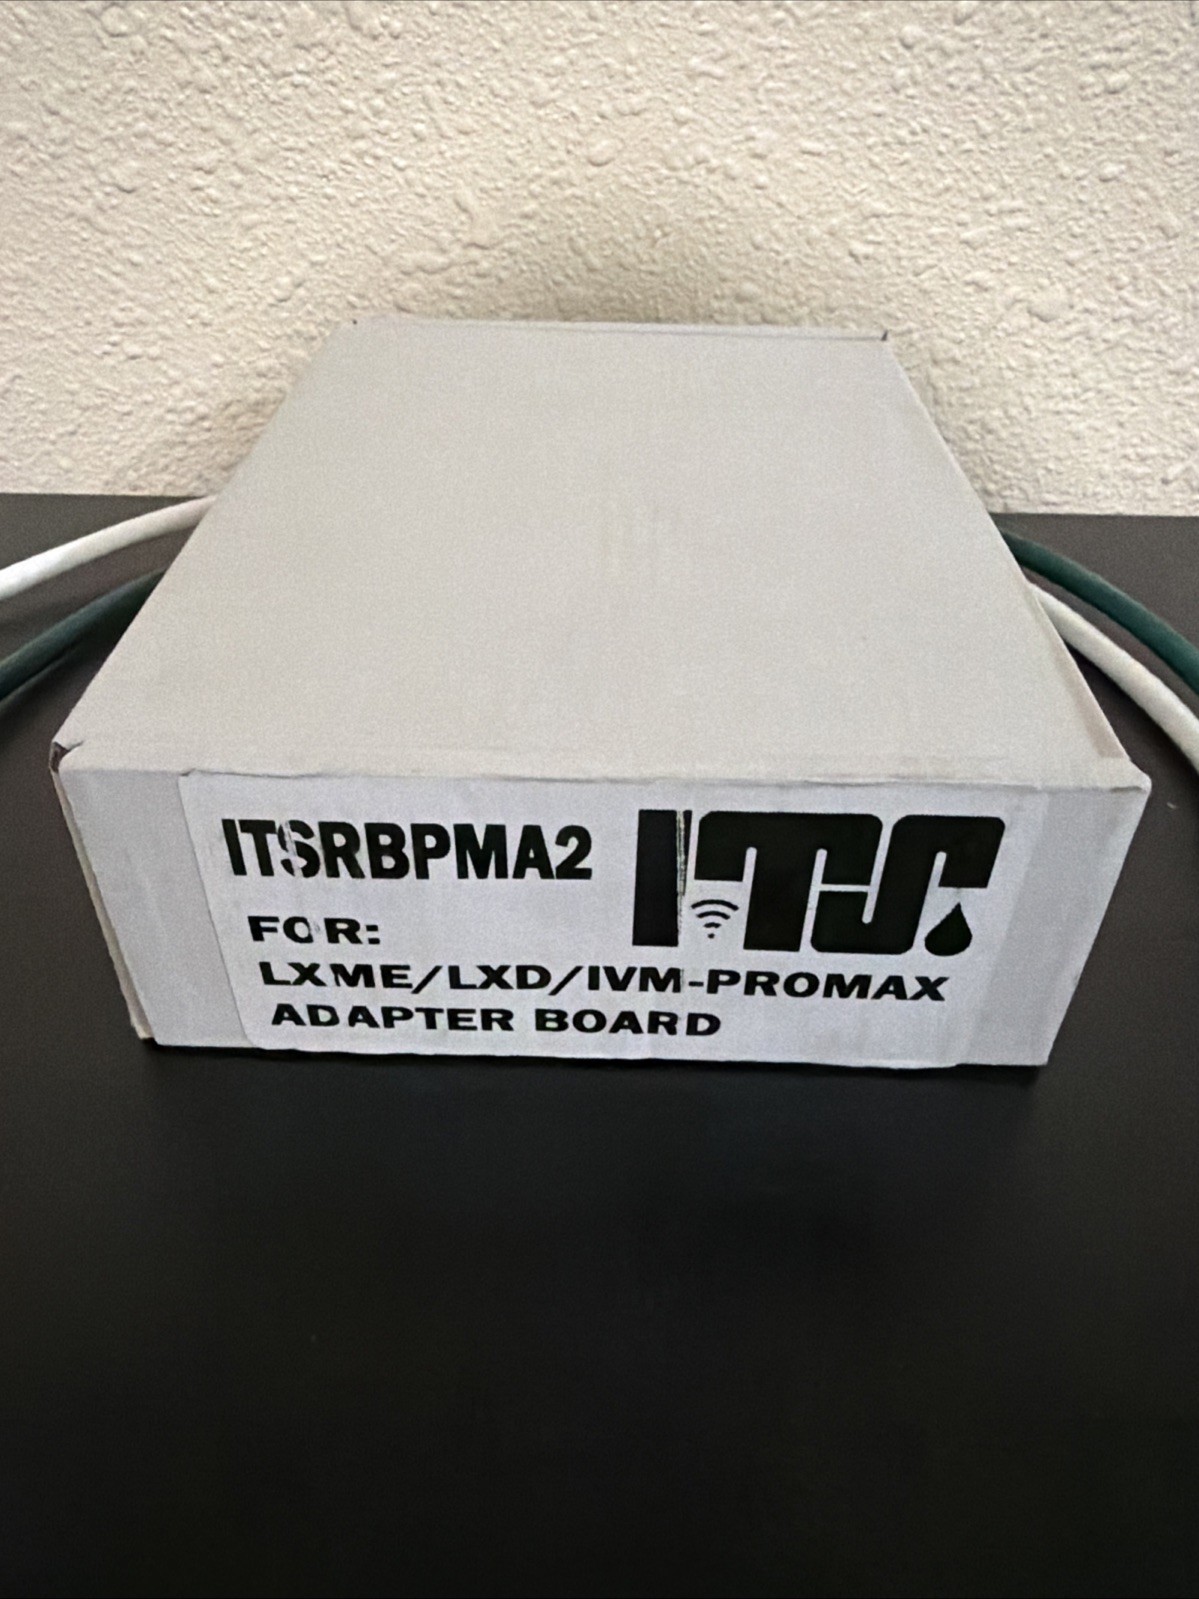 ITSRBPMA2 ITS
FOR:
LXME/LXD/IVM-PROMAX
ADAPTER BOARD